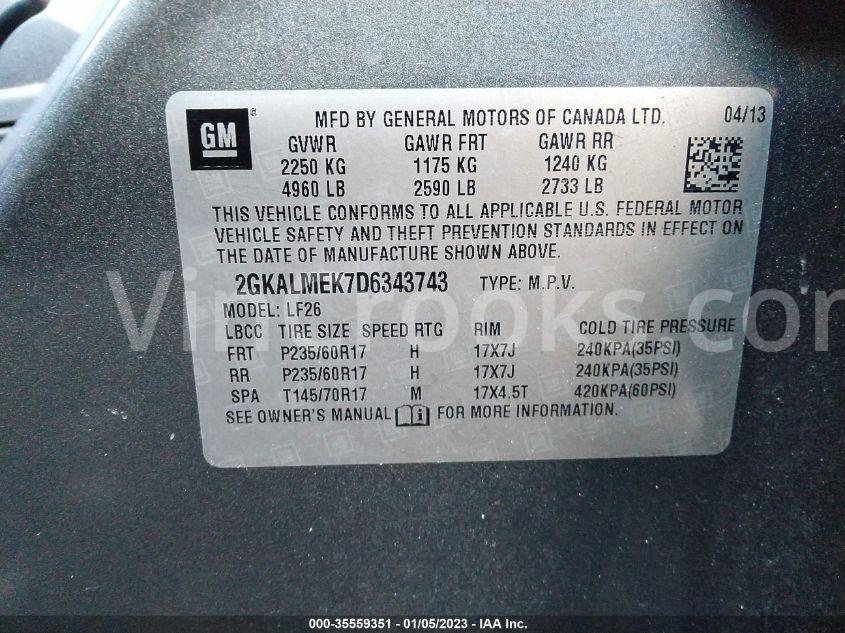 GM ® MFD BY GENERAL MOTORS OF CANADA LTD. 04/13
GVWR GAWR FRT GAWR RR
2250 KG 1175 KG 1240 KG
4960 LB 2590 LB 2733 LB
THIS VEHICLE CONFORMS TO ALL APPLICABLE U.S. FEDERAL MOTOR
VEHICLE SAFETY AND THEFT PREVENTION STANDARDS IN EFFECT ON
THE DATE OF MANUFACTURE SHOWN ABOVE.
2GKALMEK7D6343743 TYPE: M.P.V.
MODEL: LF26
LBCC TIRE SIZE SPEED RTG RIM COLD TIRE PRESSURE
FRT P235/60R17 H 17X7J 240KPA(35PSI)
RR P235/60R17 H 17X7J 240KPA(35PSI)
SPA T145/70R17 M 17X4.5T 420KPA(60PSI)
SEE OWNER'S MANUAL i FOR MORE INFORMATION.
000-35559351 - 01/05/2023 - IAA Inc.